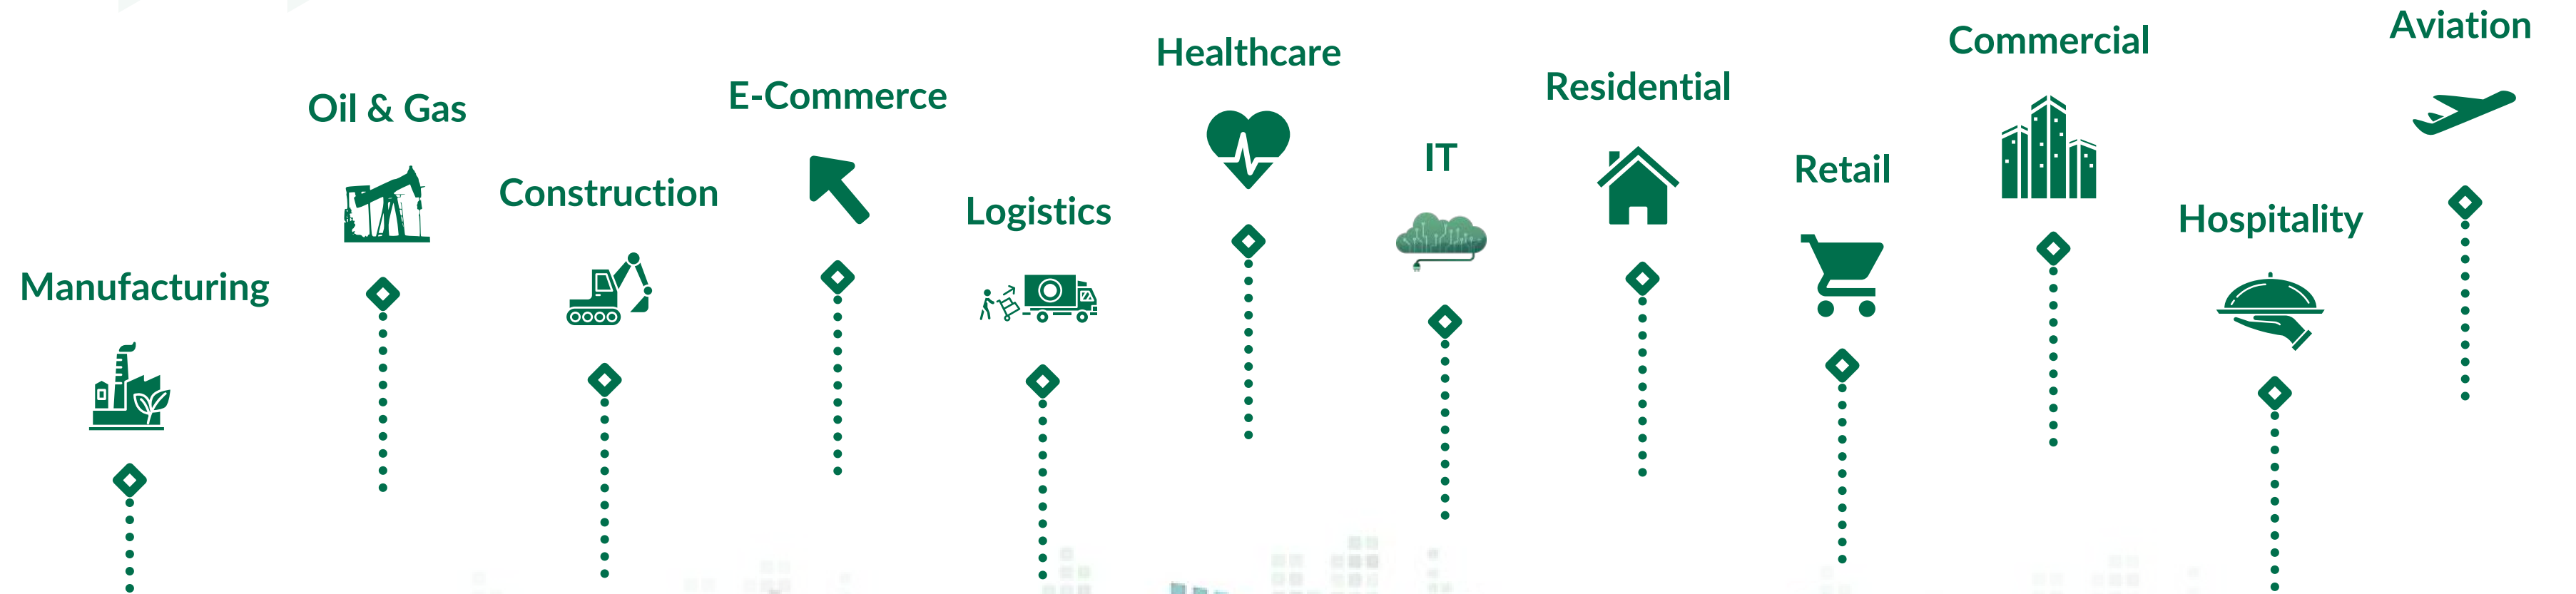 Manufacturing
Oil & Gas
Construction
E-Commerce
Logistics
Healthcare
IT
Residential
Retail
Commercial
Hospitality
Aviation